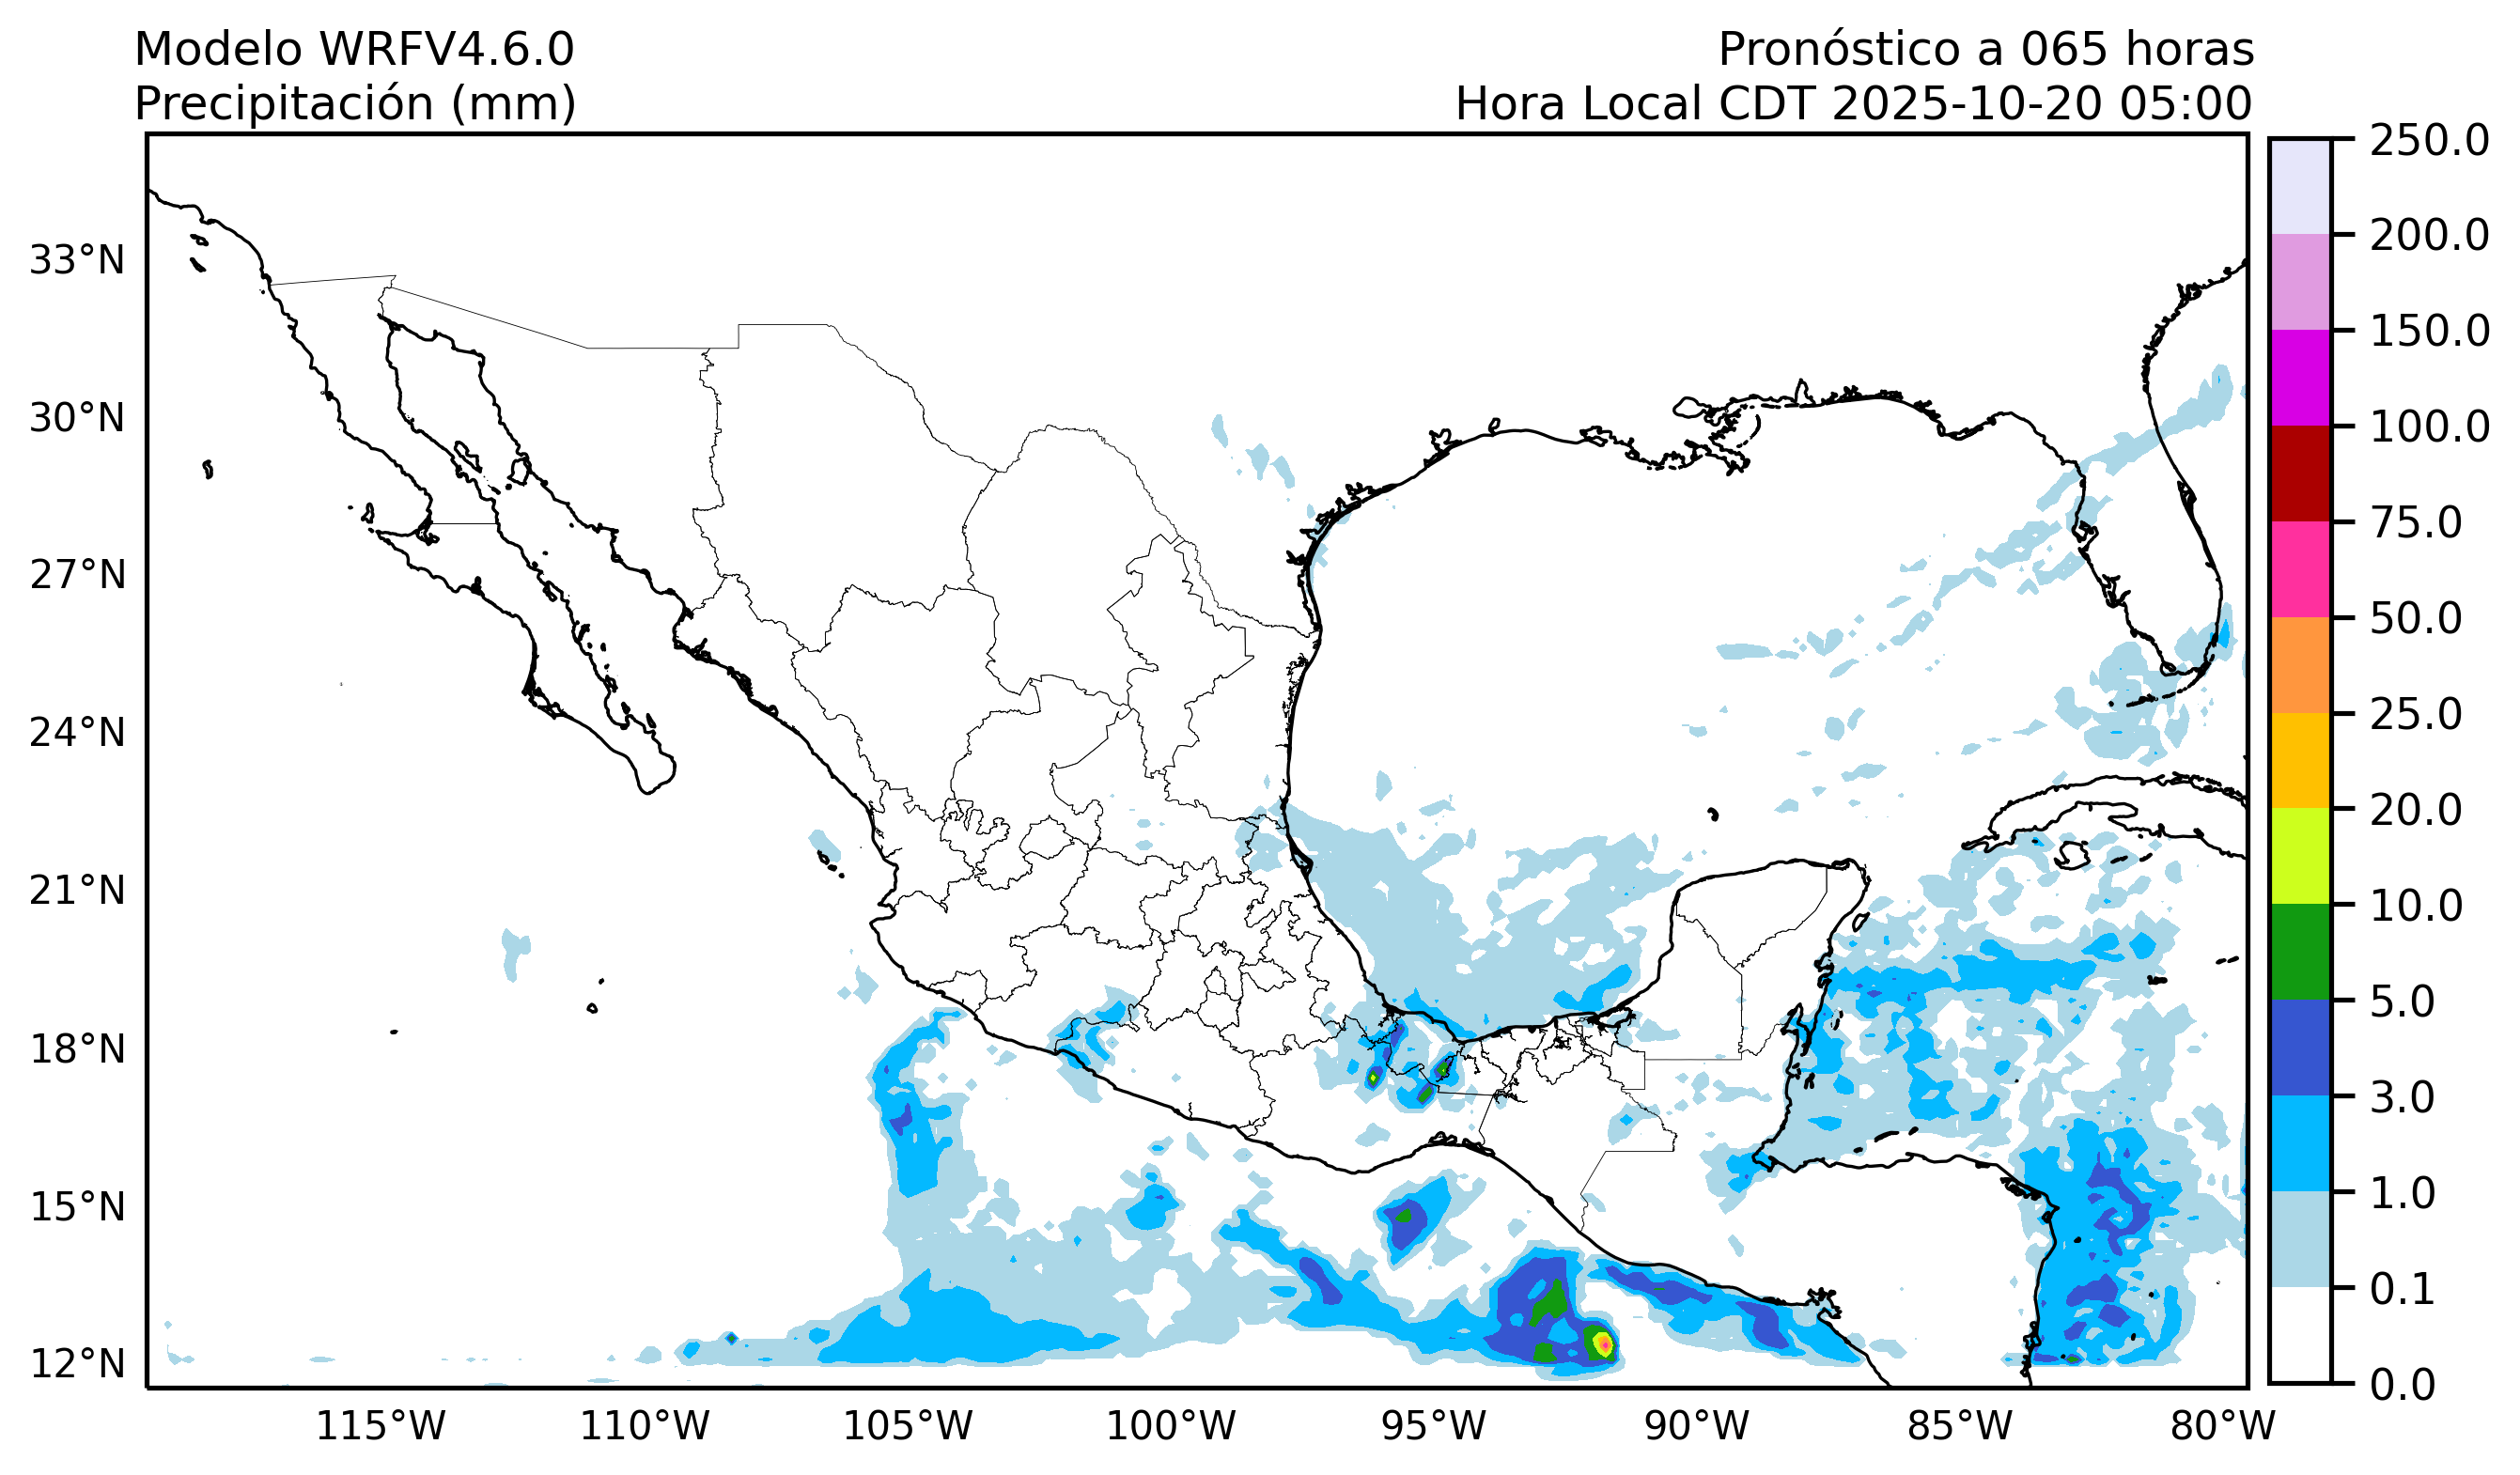 Modelo WRFV4.6.0
Precipitación (mm)
Pronóstico a 065 horas
Hora Local CDT 2025-10-20 05:00
33°N
30°N
27°N
24°N
21°N
18°N
15°N
12°N
115°W
110°W
105°W
100°W
95°W
90°W
85°W
80°W
250.0
200.0
150.0
100.0
75.0
50.0
25.0
20.0
10.0
5.0
3.0
1.0
0.1
0.0